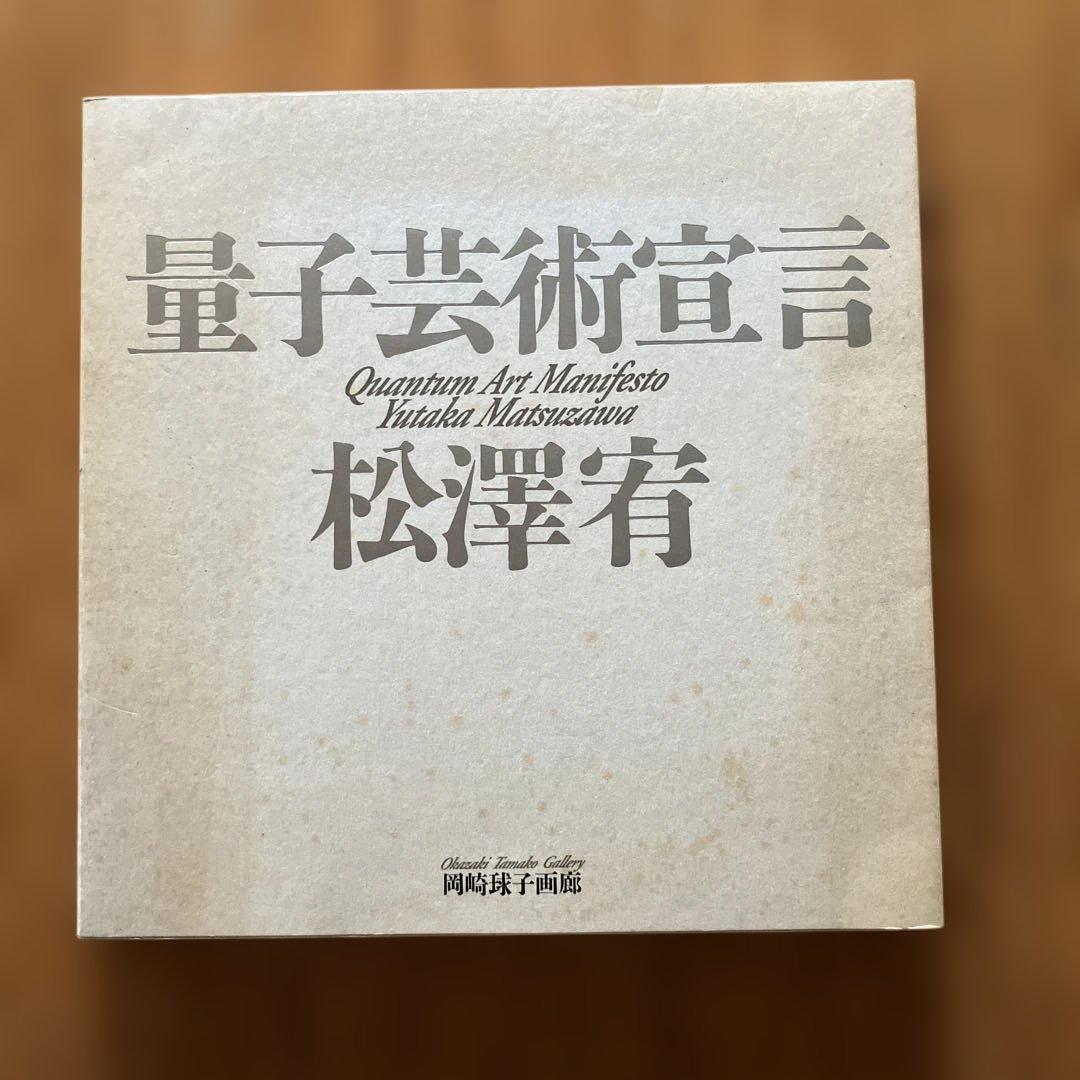 量子芸術宣言
Quantum Art Manifesto
Yutaka Matsuzawa
松澤宥
Okazaki Tamako Gallery
岡崎球子画廊